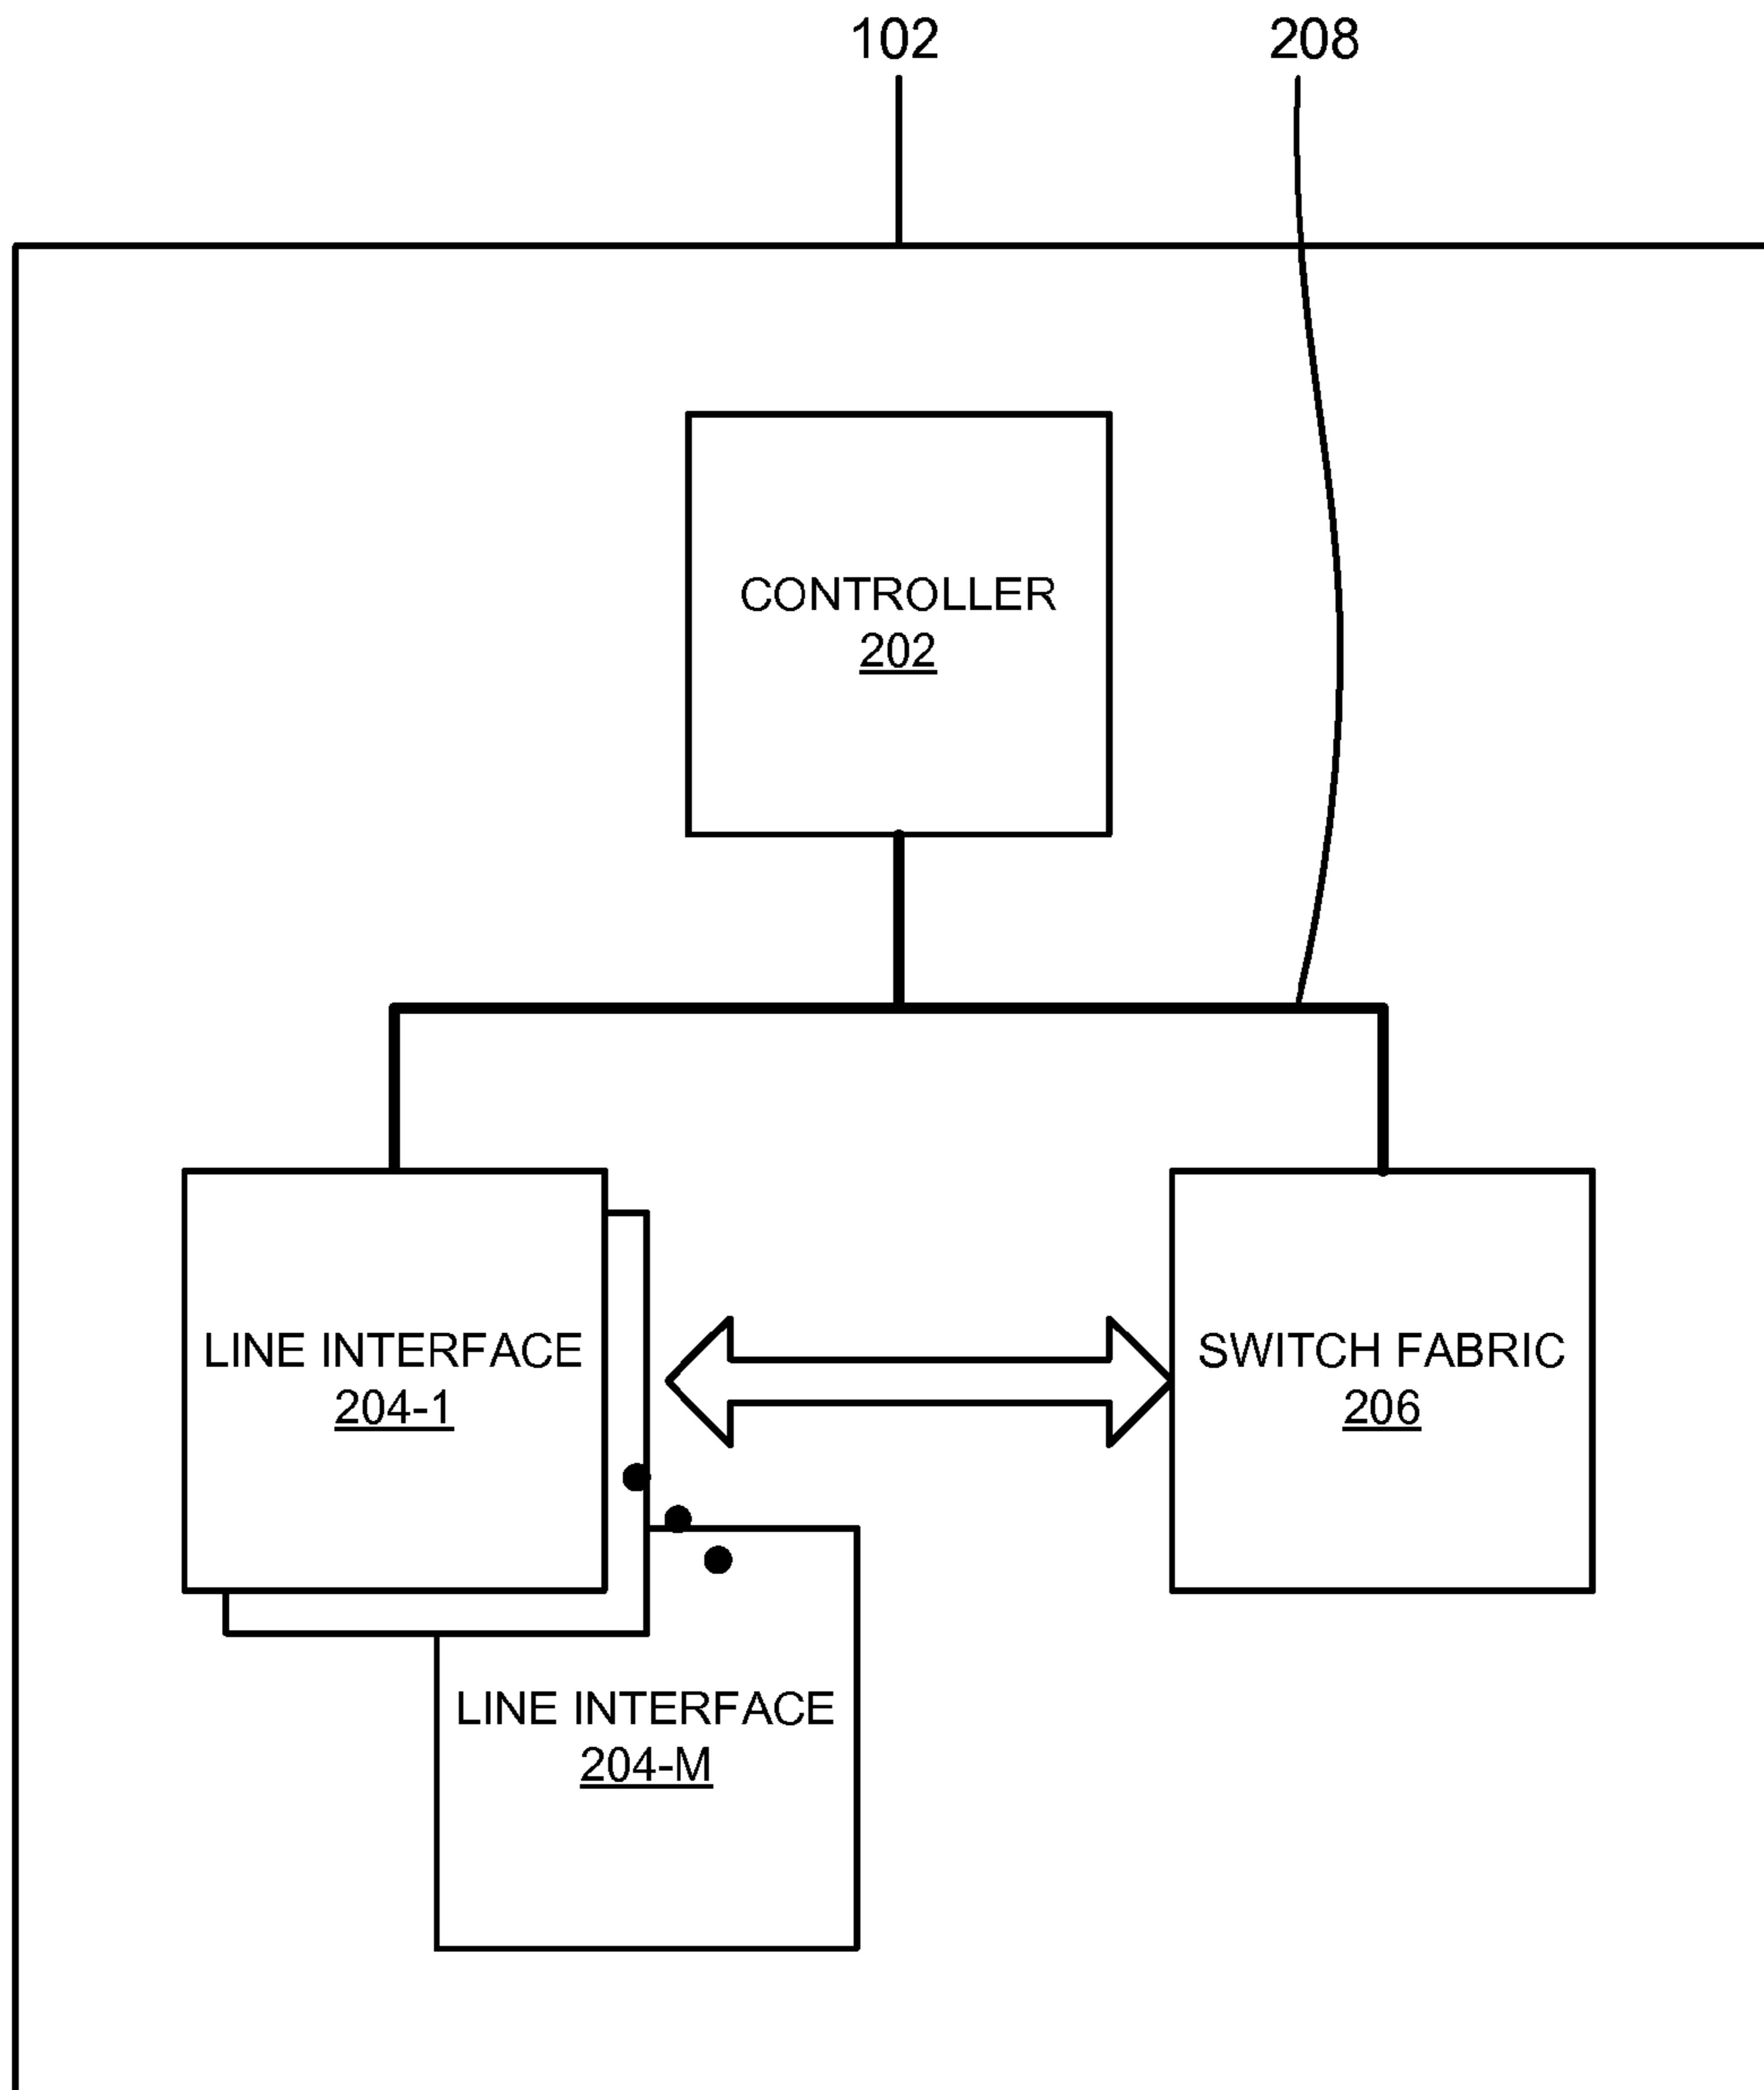 102
208
CONTROLLER
202
LINE INTERFACE
204-1
SWITCH FABRIC
206
LINE INTERFACE
204-M